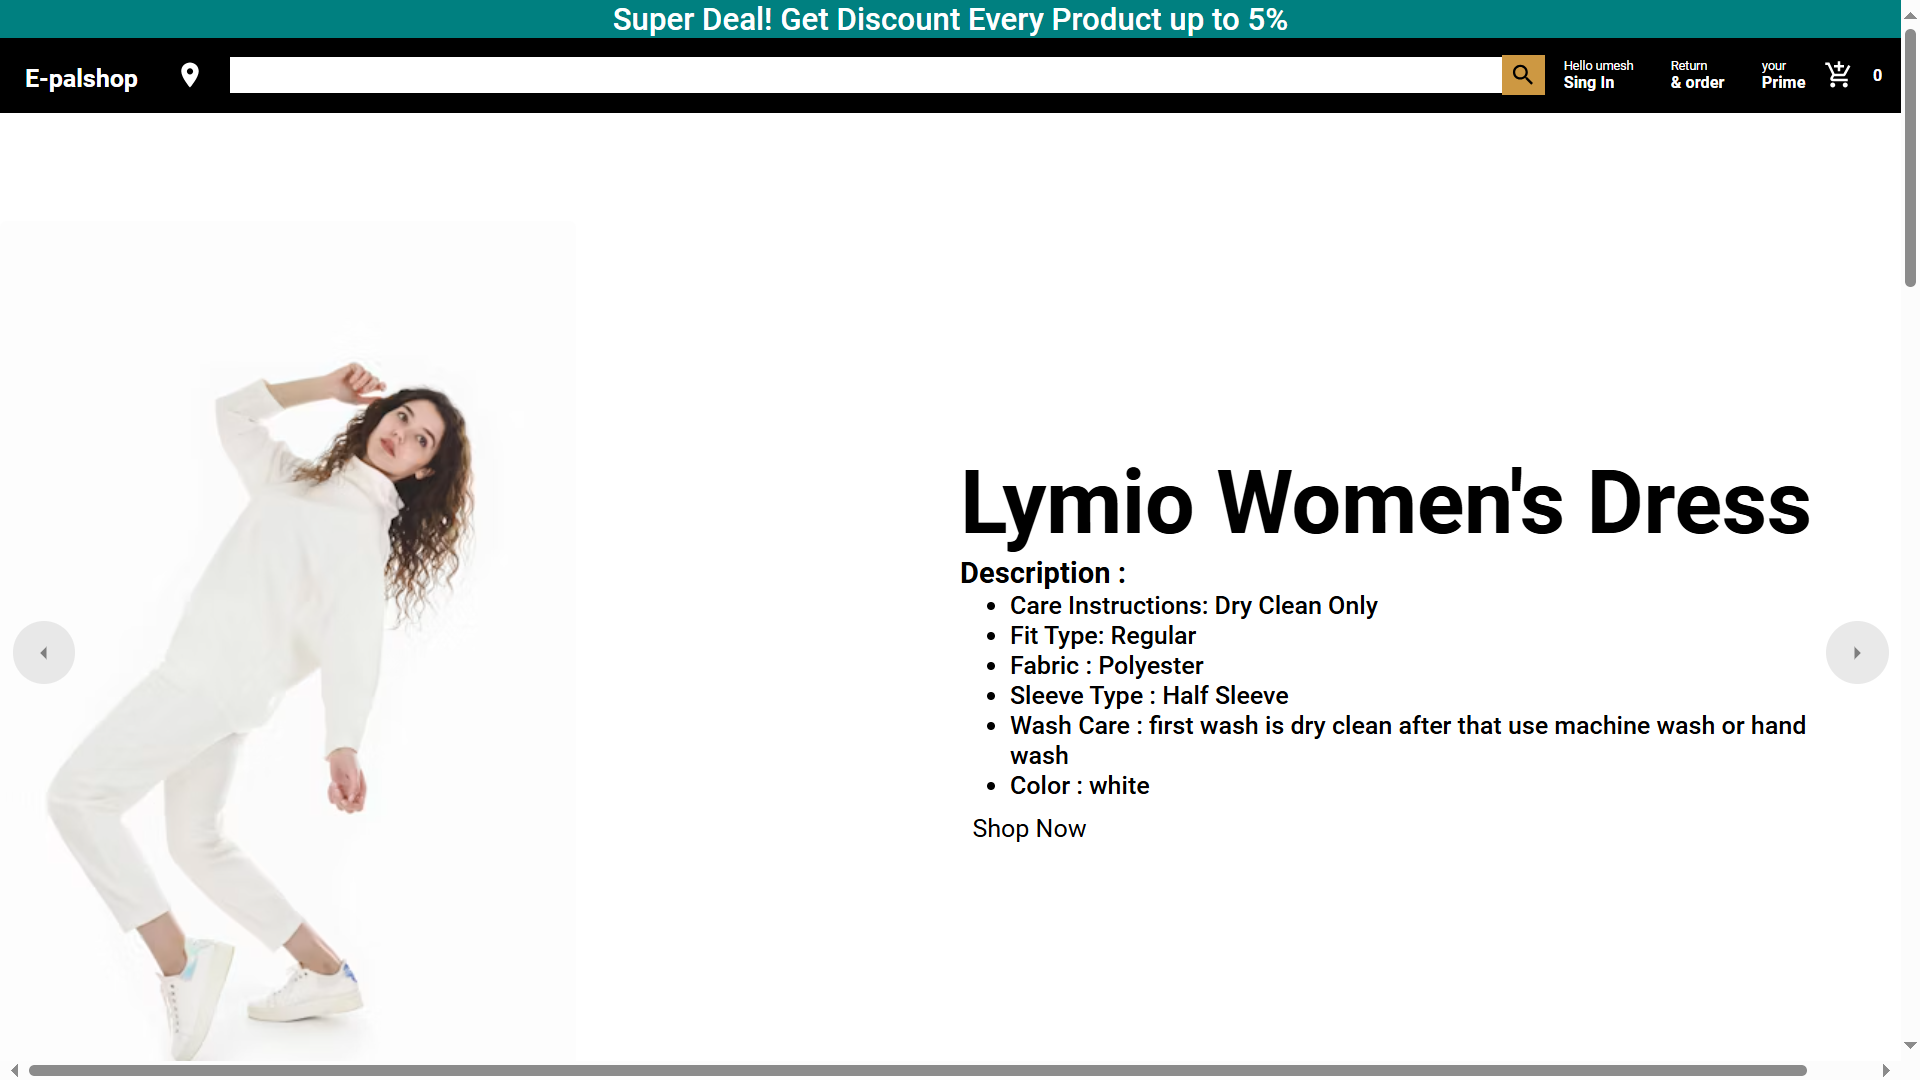 Super Deal! Get Discount Every Product up to 5%
E-palshop
Hello umesh
Sing In
Return
& order
your
Prime
0
Lymio Women's Dress
Description :
Care Instructions: Dry Clean Only
Fit Type: Regular
Fabric : Polyester
Sleeve Type : Half Sleeve
Wash Care : first wash is dry clean after that use machine wash or hand
wash
Color : white
Shop Now